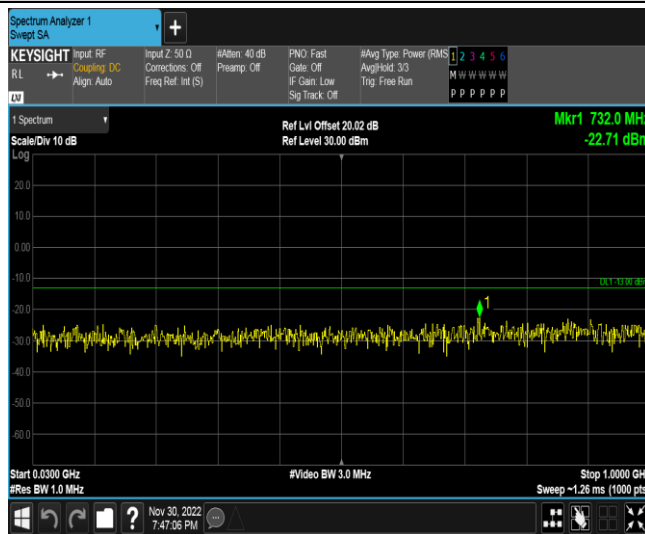 Spectrum Analyzer 1
Swept SA
+
KEYSIGHT
RL
LXI
Input: RF
Coupling: DC
Align: Auto
Input Z: 50 Ω
Corrections: Off
Freq Ref: Int (S)
#Atten: 40 dB
Preamp: Off
PNO: Fast
Gate: Off
IF Gain: Low
Sig Track: Off
#Avg Type: Power (RMS
Avg|Hold: 3/3
Trig: Free Run
1 2 3 4 5 6
M W W W W W
P P P P P P
1 Spectrum
Scale/Div 10 dB
Ref Lvl Offset 20.02 dB
Ref Level 30.00 dBm
Mkr1 732.0 MHz
-22.71 dBm
Log
20.0
10.0
0.00
-10.0
DL1 -13.00 dBm
1
-20.0
-30.0
-40.0
-50.0
-60.0
Start 0.0300 GHz
#Res BW 1.0 MHz
#Video BW 3.0 MHz
Stop 1.0000 GH
Sweep ~1.26 ms (1000 pts
?
Nov 30, 2022
7:47:06 PM